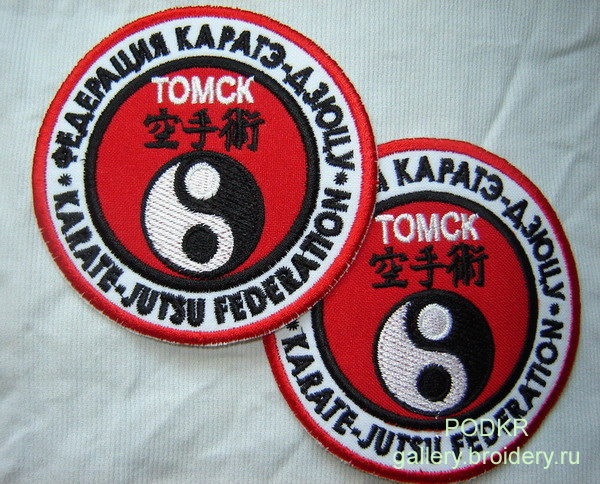 ФЕДЕРАЦИЯ КАРАТЭ-ДЗЮЦУ
ТОМСК
空手術
* KARATE-JUTSU FEDERATION *
КАРАТЭ-ДЗЮЦУ
ТОМСК
空手術
* KARATE-JUTSU FEDERATION *
PODKR
gallery.broidery.ru